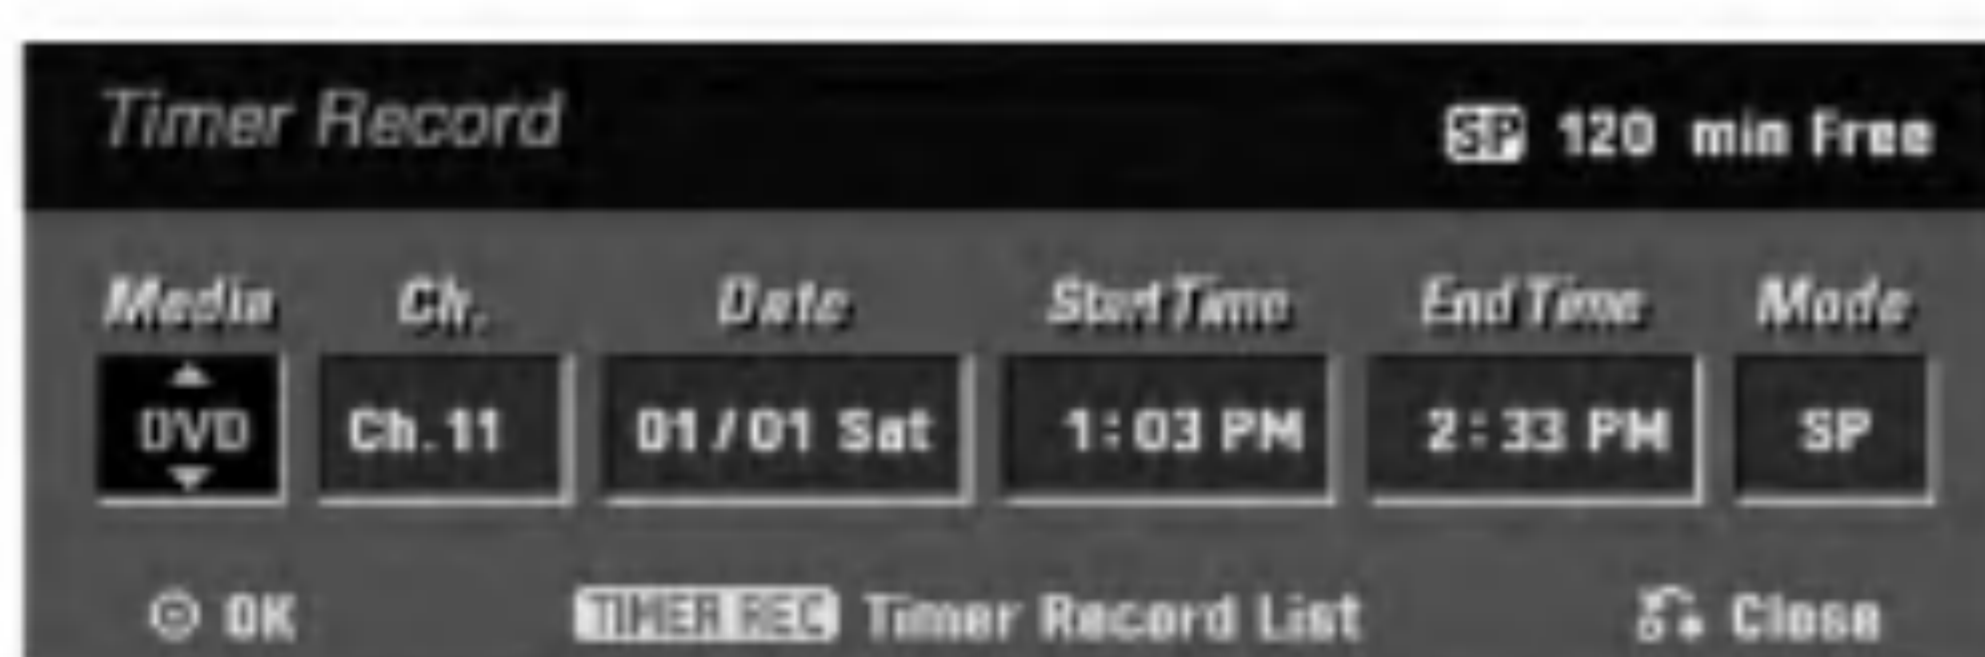 Timer Record
SP 120 min Free
Media Ch. Date Start Time End Time Mode
DVD Ch.11 01/01 Sat 1:03 PM 2:33 PM SP
OK TIMER REC Timer Record List Close